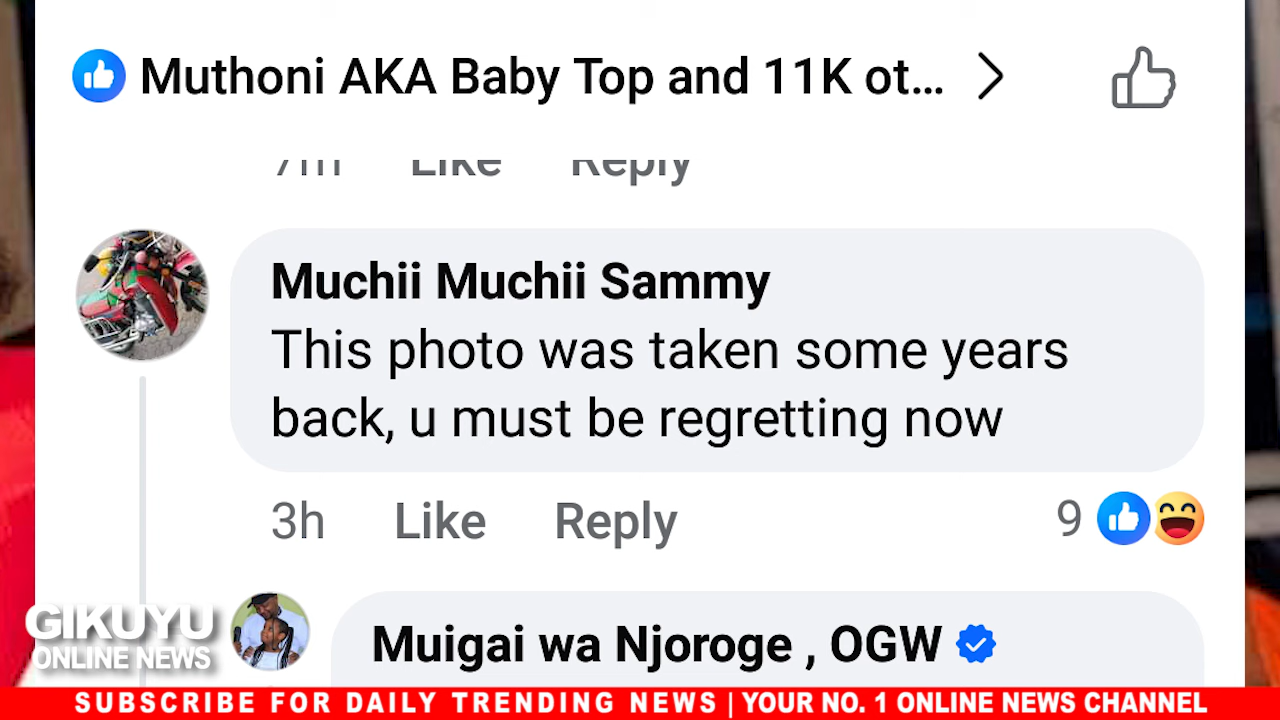 Muthoni AKA Baby Top and 11K ot...
Like Reply
Muchii Muchii Sammy
This photo was taken some years
back, u must be regretting now
3h Like Reply 9
Muigai wa Njoroge , OGW
GIKUYU
ONLINE NEWS
SUBSCRIBE FOR DAILY TRENDING NEWS | YOUR NO. 1 ONLINE NEWS CHANNEL